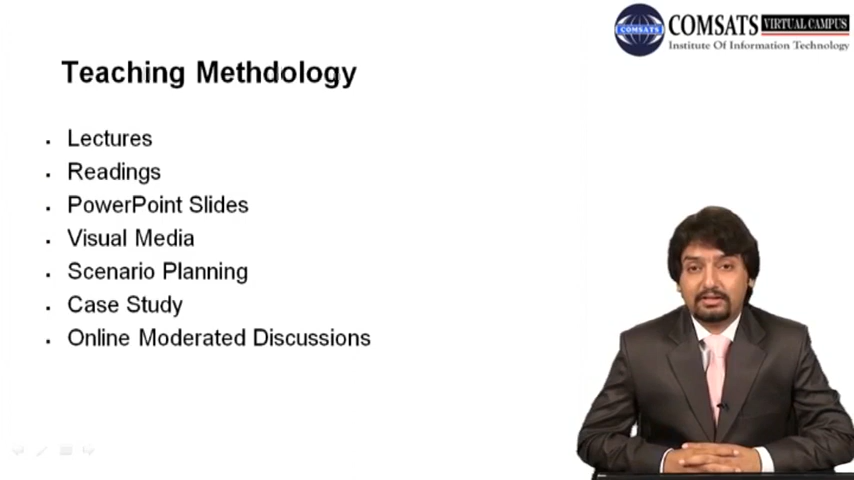 COMSATS
COMSATS VIRTUAL CAMPUS
Institute Of Information Technology
Teaching Methdology
Lectures
Readings
PowerPoint Slides
Visual Media
Scenario Planning
Case Study
Online Moderated Discussions